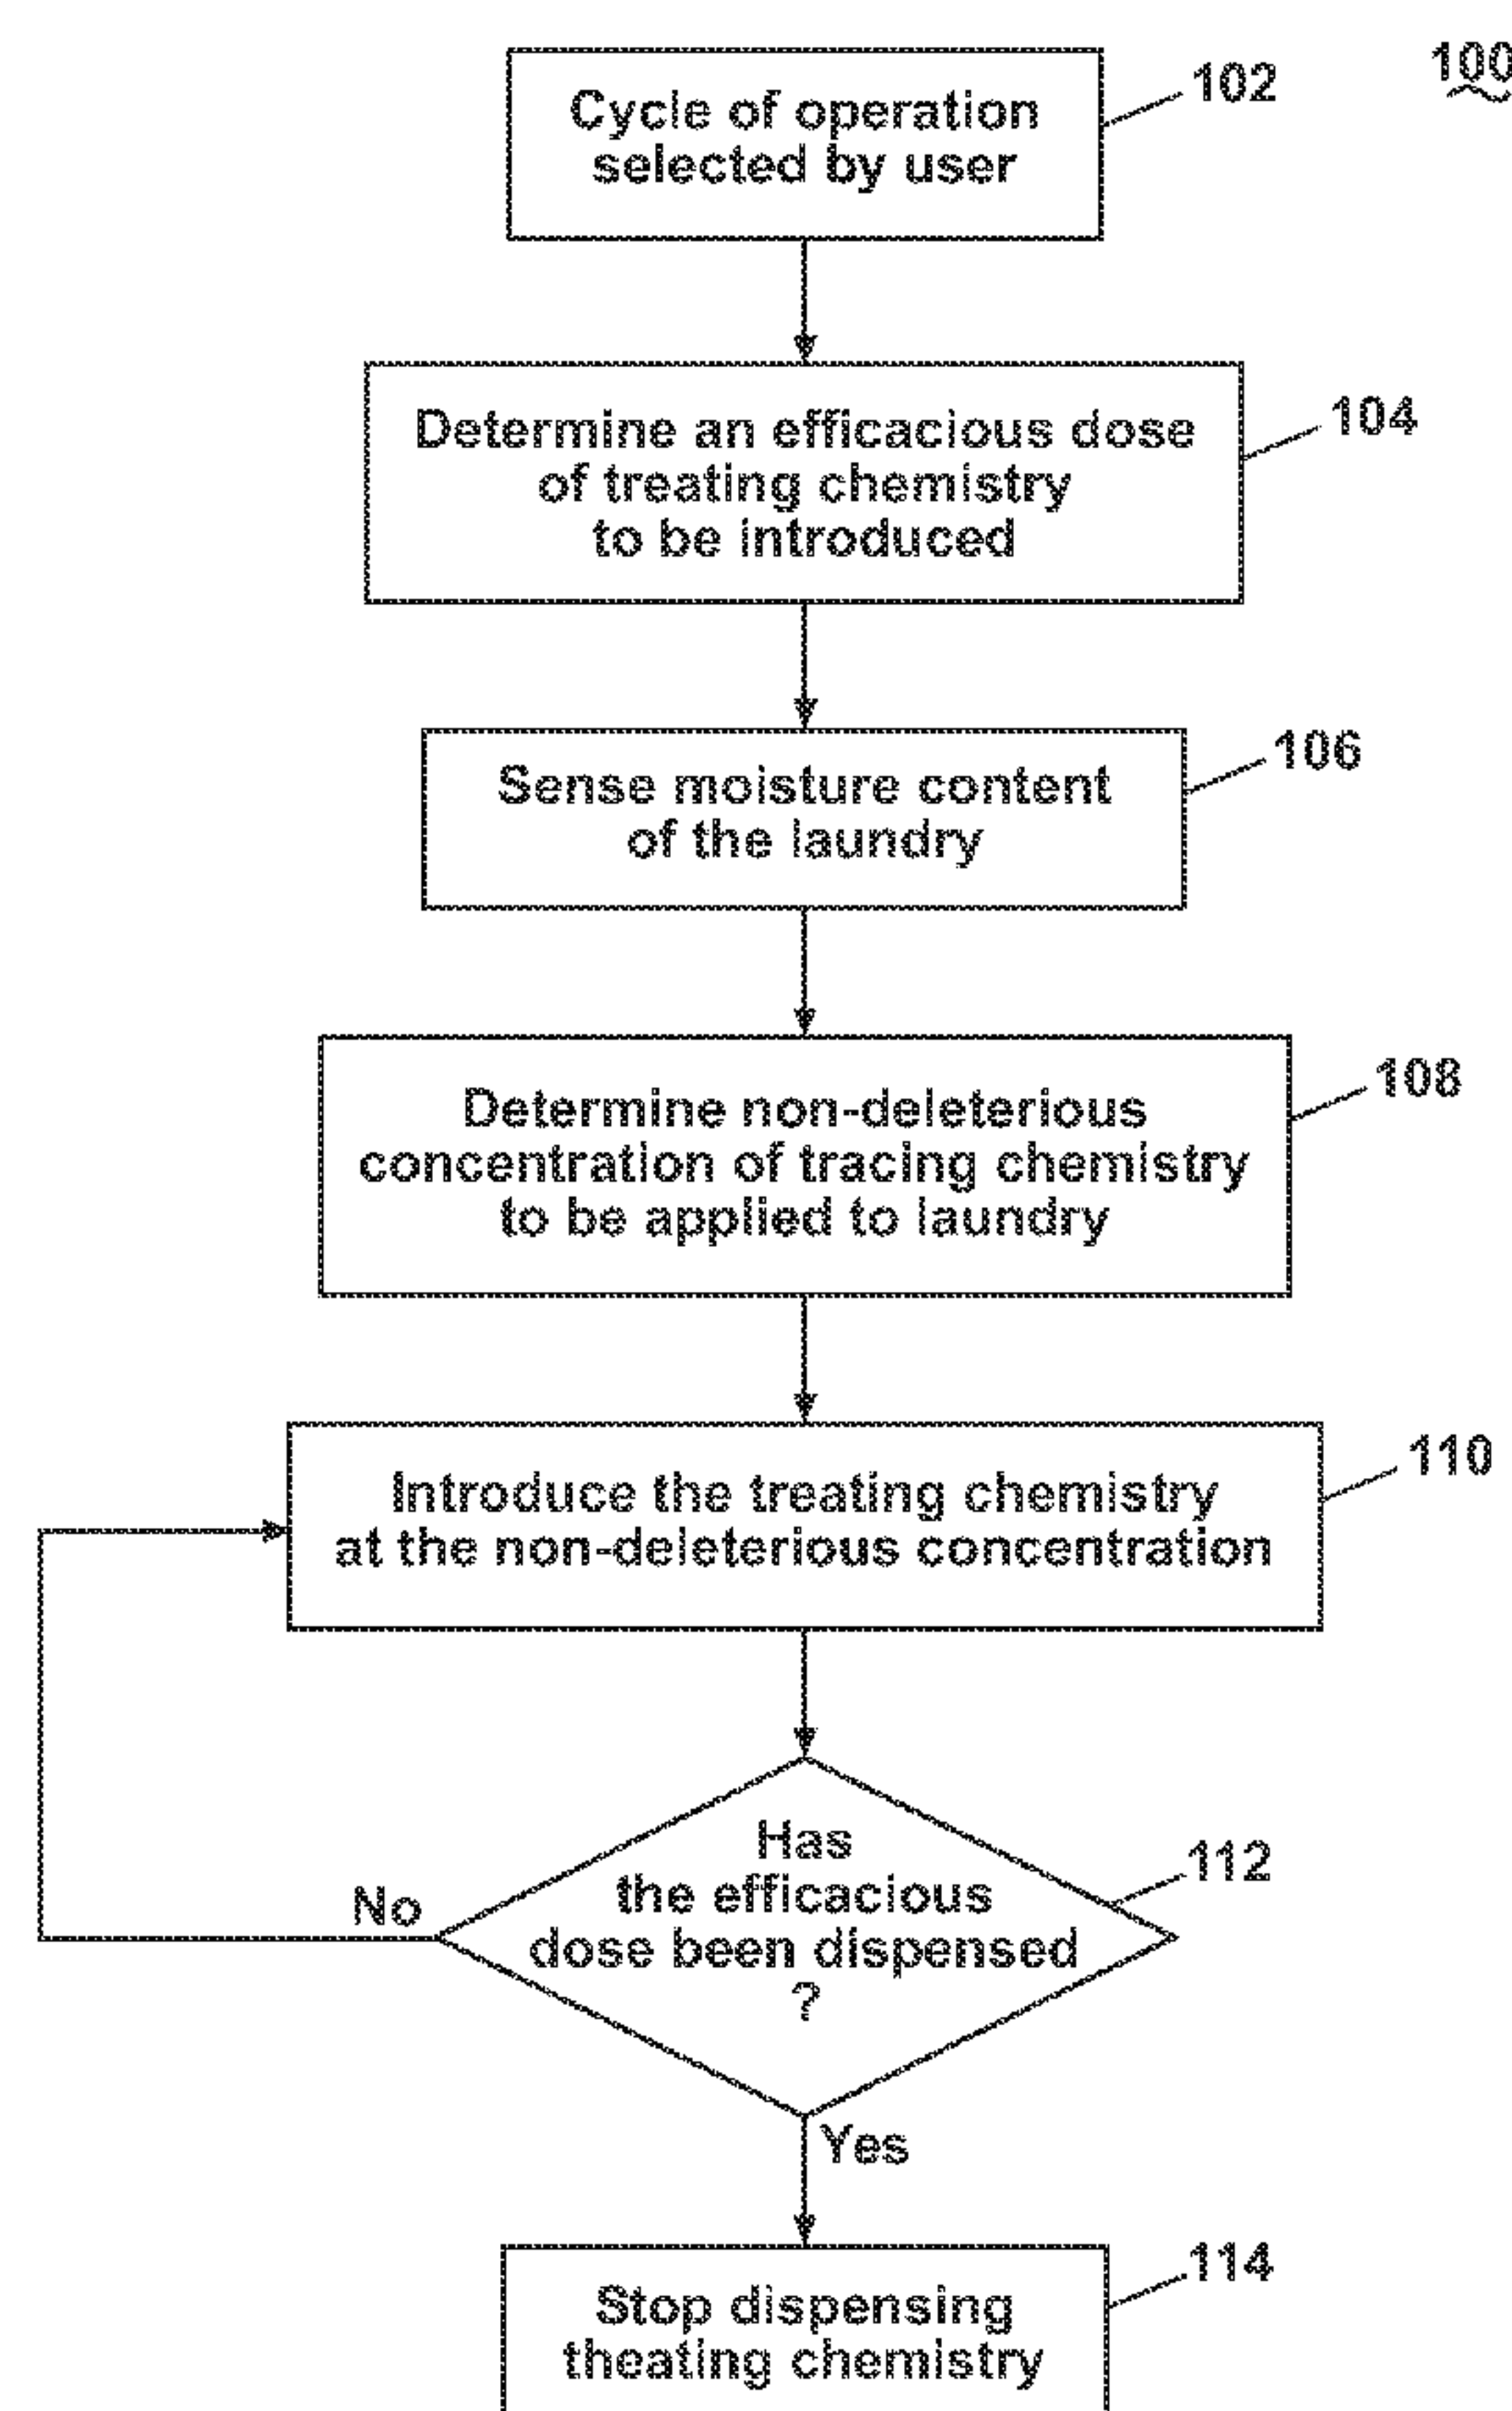 100
Cycle of operation
selected by user
102
Determine an efficacious dose
of treating chemistry
to be introduced
104
Sense moisture content
of the laundry
106
Determine non-deleterious
concentration of tracing chemistry
to be applied to laundry
108
Introduce the treating chemistry
at the non-deleterious concentration
110
Has
the efficacious
dose been dispensed
?
112
No
Yes
Stop dispensing
theating chemistry
114